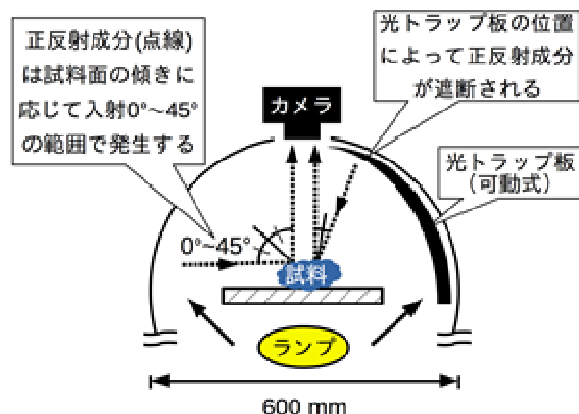 正反射成分(点線)
は試料面の傾きに
応じて入射0°~45°
の範囲で発生する
光トラップ板の位置
によって正反射成分
が遮断される
カメラ
光トラップ板
(可動式)
0°~45°
試料
ランプ
600 mm